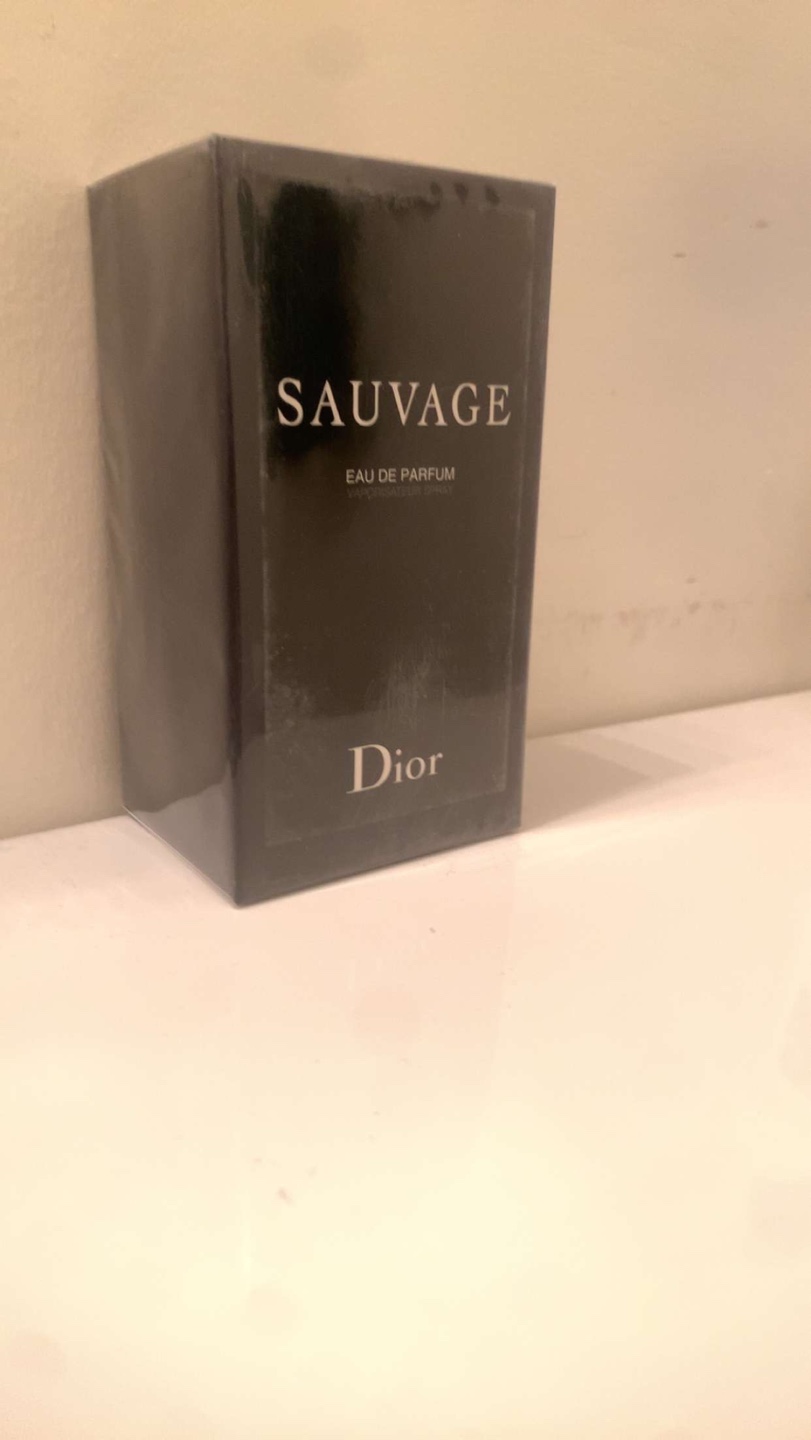 SAUVAGE
EAU DE PARFUM
VAPORISATEUR SPRAY
Dior